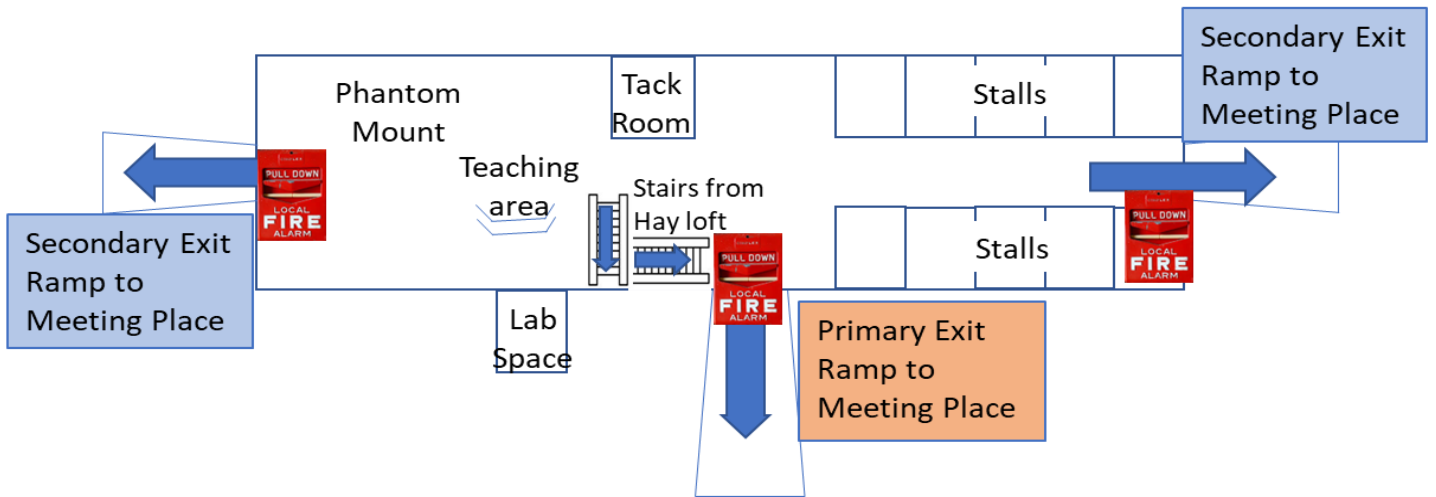 Secondary Exit
Ramp to
Meeting Place
Phantom
Mount
Tack
Room
Stalls
Teaching
area
Stairs from
Hay loft
PULL DOWN
LOCAL
FIRE
ALARM
Secondary Exit
Ramp to
Meeting Place
PULL DOWN
LOCAL
FIRE
ALARM
Stalls
PULL DOWN
LOCAL
FIRE
ALARM
Lab
Space
Primary Exit
Ramp to
Meeting Place